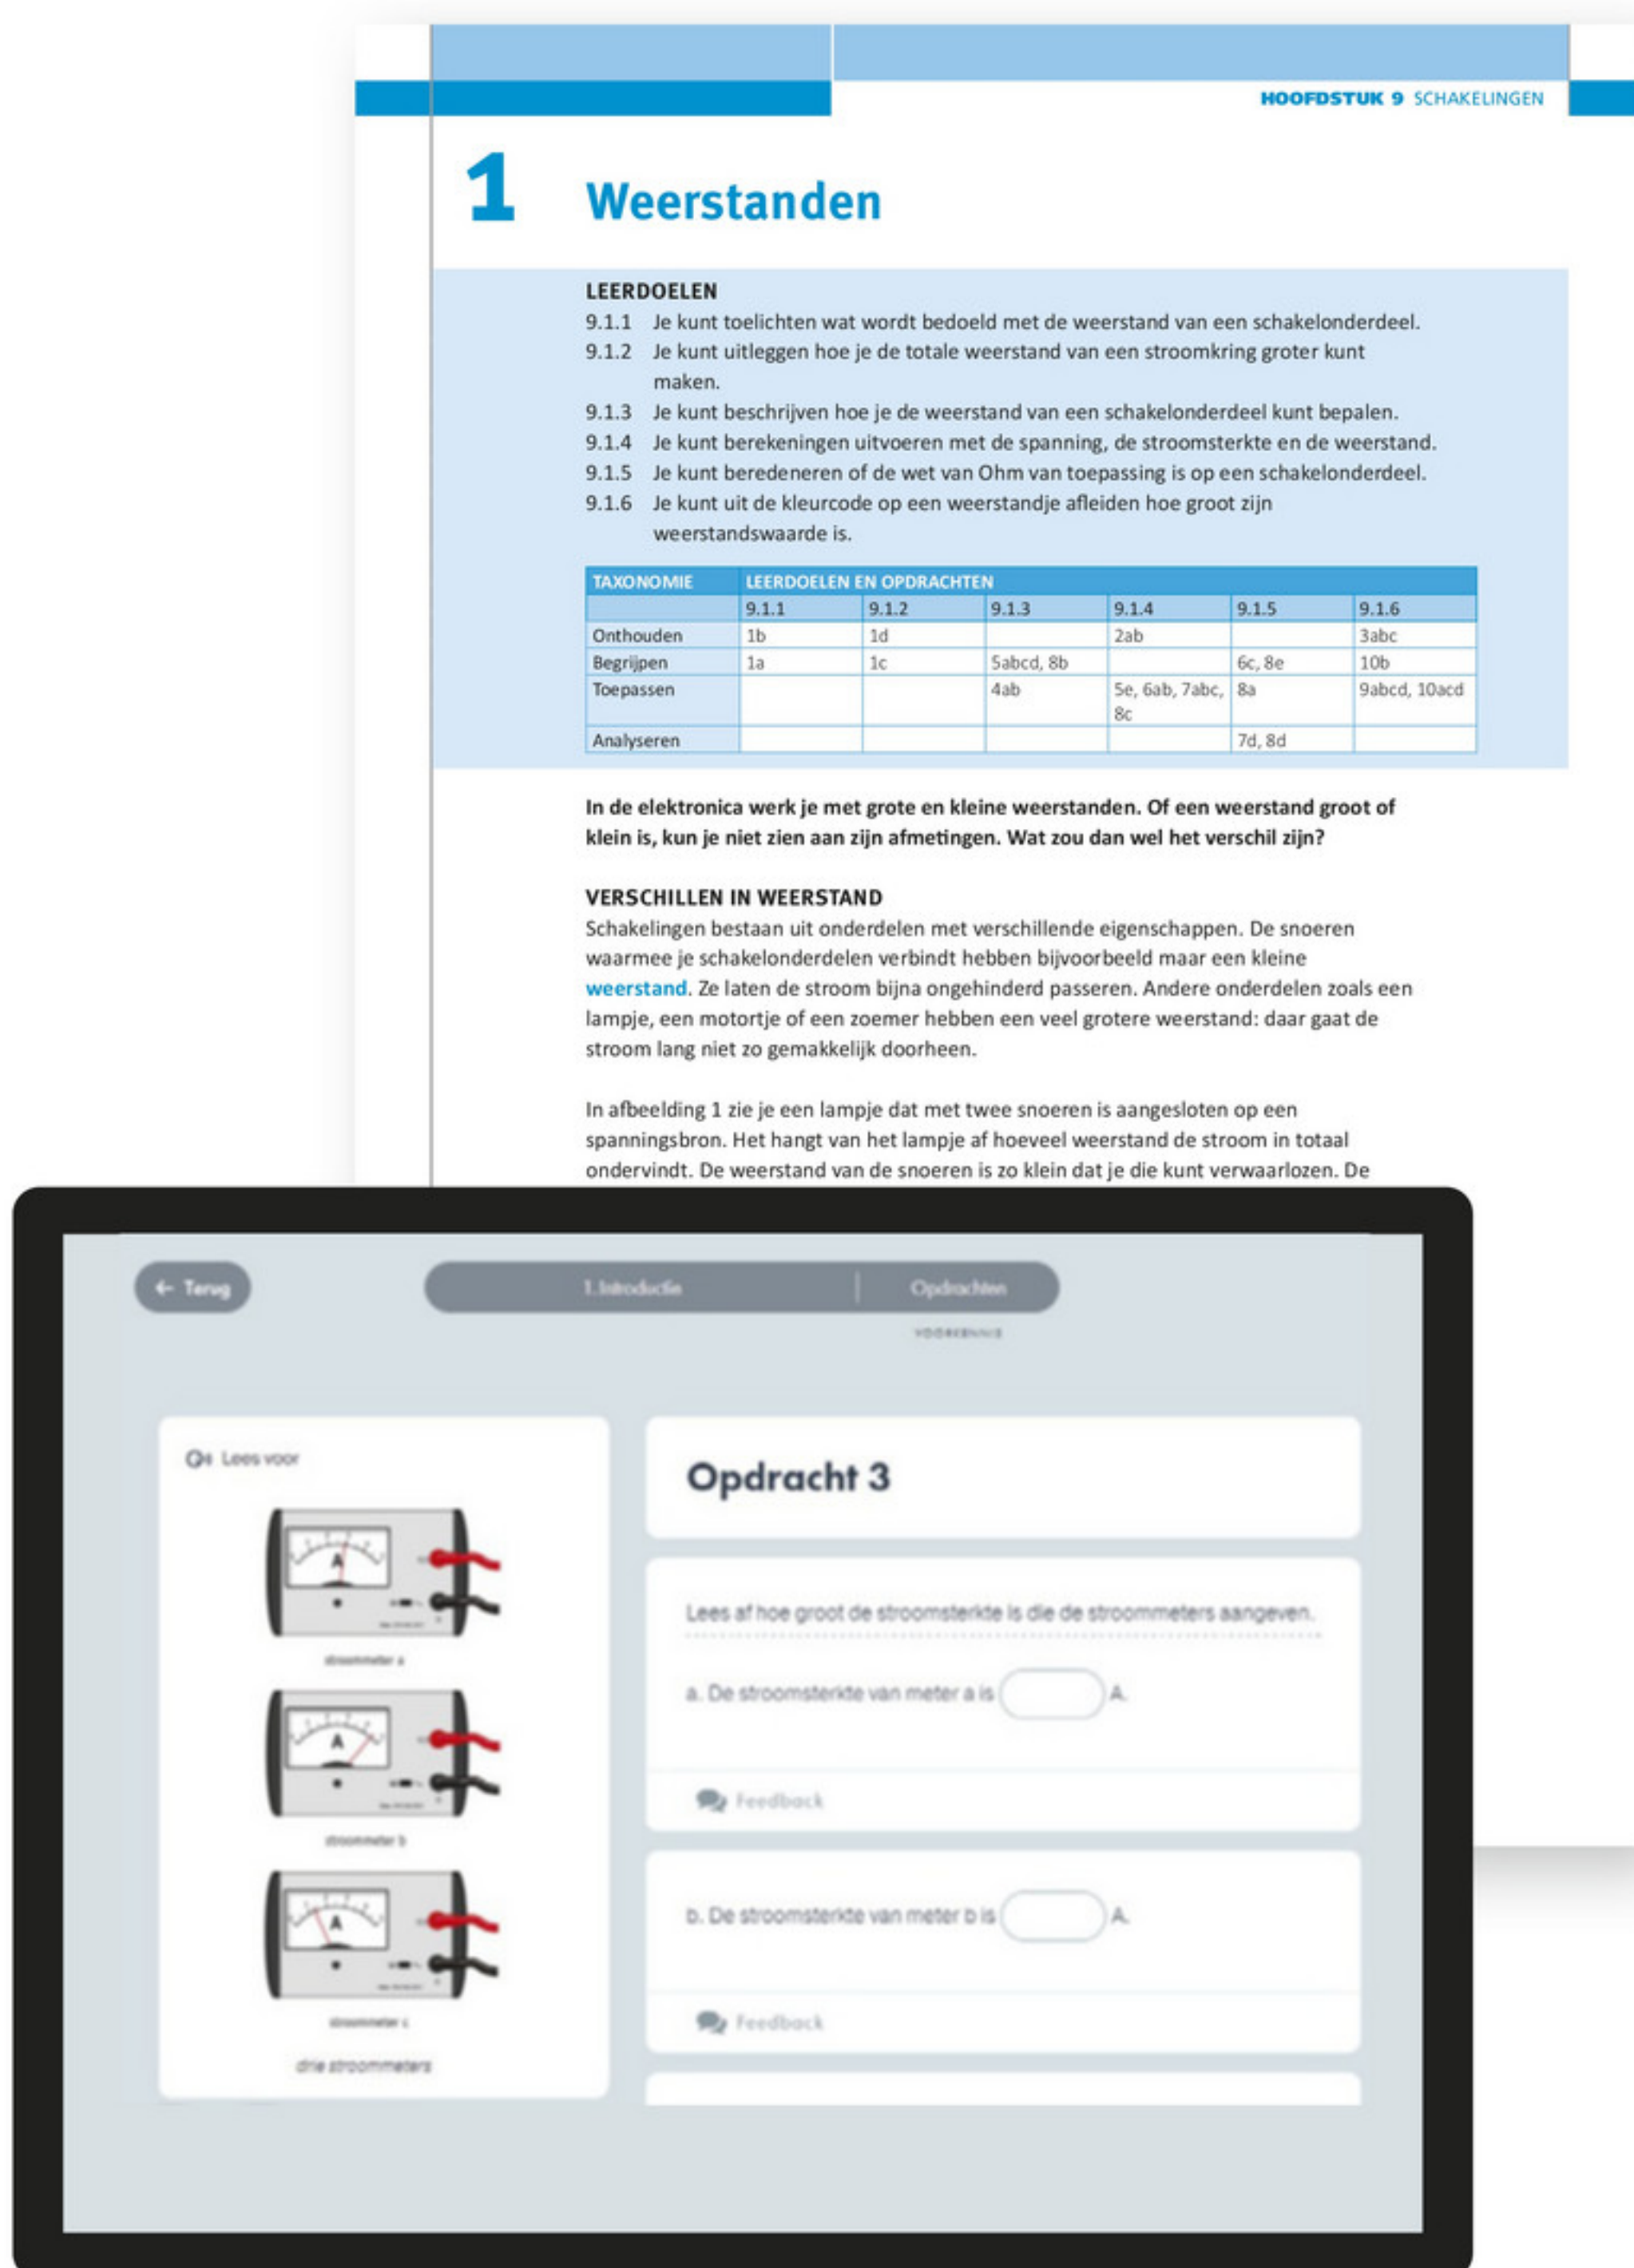 HOOFDSTUK 9 SCHAKELINGEN
1 Weerstanden
LEERDOELEN
9.1.1 Je kunt toelichten wat wordt bedoeld met de weerstand van een schakelonderdeel.
9.1.2 Je kunt uitleggen hoe je de totale weerstand van een stroomkring groter kunt
maken.
9.1.3 Je kunt beschrijven hoe je de weerstand van een schakelonderdeel kunt bepalen.
9.1.4 Je kunt berekeningen uitvoeren met de spanning, de stroomsterkte en de weerstand.
9.1.5 Je kunt beredeneren of de wet van Ohm van toepassing is op een schakelonderdeel.
9.1.6 Je kunt uit de kleurcode op een weerstandje afleiden hoe groot zijn
weerstandswaarde is.
TAXONOMIE LEERDOELEN EN OPDRACHTEN
9.1.1 9.1.2 9.1.3 9.1.4 9.1.5 9.1.6
Onthouden 1b 1d 2ab 3abc
Begrijpen 1a 1c 5abcd, 8b 6c, 8e 10b
Toepassen 4ab 5e, 6ab, 7abc, 8a 9abcd, 10acd
8c
Analyseren 7d, 8d
In de elektronica werk je met grote en kleine weerstanden. Of een weerstand groot of
klein is, kun je niet zien aan zijn afmetingen. Wat zou dan wel het verschil zijn?
VERSCHILLEN IN WEERSTAND
Schakelingen bestaan uit onderdelen met verschillende eigenschappen. De snoeren
waarmee je schakelonderdelen verbindt hebben bijvoorbeeld maar een kleine
weerstand. Ze laten de stroom bijna ongehinderd passeren. Andere onderdelen zoals een
lampje, een motortje of een zoemer hebben een veel grotere weerstand: daar gaat de
stroom lang niet zo gemakkelijk doorheen.
In afbeelding 1 zie je een lampje dat met twee snoeren is aangesloten op een
spanningsbron. Het hangt van het lampje af hoeveel weerstand de stroom in totaal
ondervindt. De weerstand van de snoeren is zo klein dat je die kunt verwaarlozen. De
← Terug
1. Introductie
Opdrachten
VOORKENNIS
Lees voor
A
stroommeter a
A
stroommeter b
A
stroommeter c
drie stroommeters
Opdracht 3
Lees af hoe groot de stroomsterkte is die de stroommeters aangeven.
a. De stroomsterkte van meter a is A.
Feedback
b. De stroomsterkte van meter b is A.
Feedback